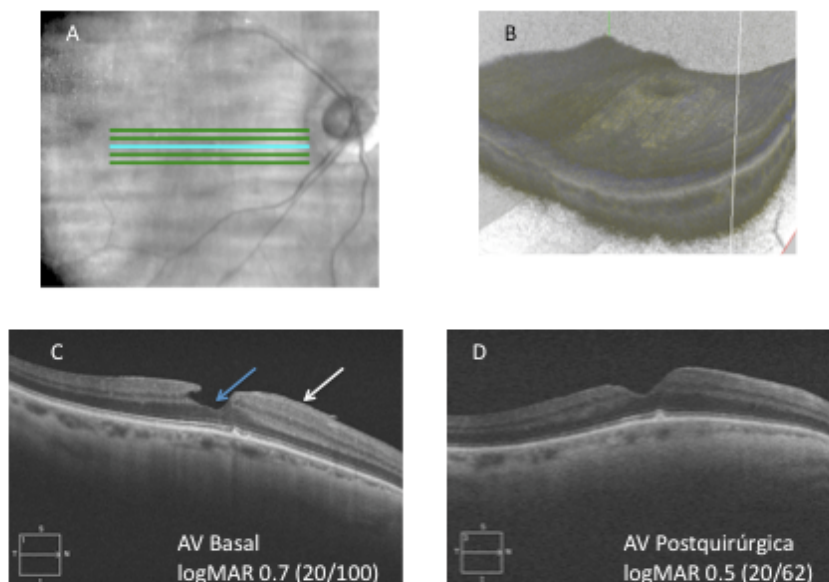 A
B
C
AV Basal
logMAR 0.7 (20/100)
D
AV Postquirúrgica
logMAR 0.5 (20/62)